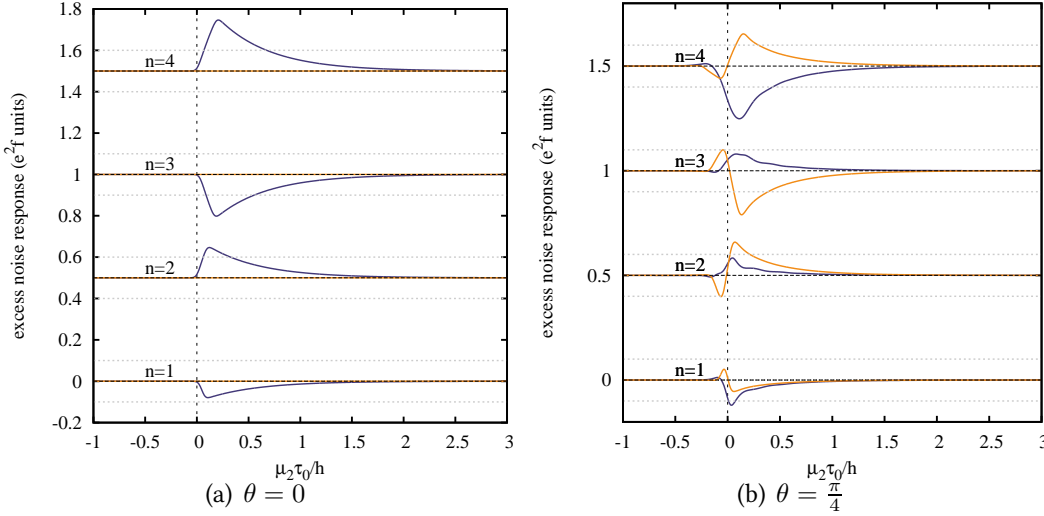 excess noise response (e²f units)
1.8
1.6
1.4
1.2
1
0.8
0.6
0.4
0.2
0
-0.2
n=4
n=3
n=2
n=1
-1 -0.5 0 0.5 1 1.5 2 2.5 3
μ₂τ₀/h
(a) θ = 0
excess noise response (e²f units)
1.5
1
0.5
0
n=4
n=3
n=2
n=1
-1 -0.5 0 0.5 1 1.5 2 2.5 3
μ₂τ₀/h
(b) θ = π/4